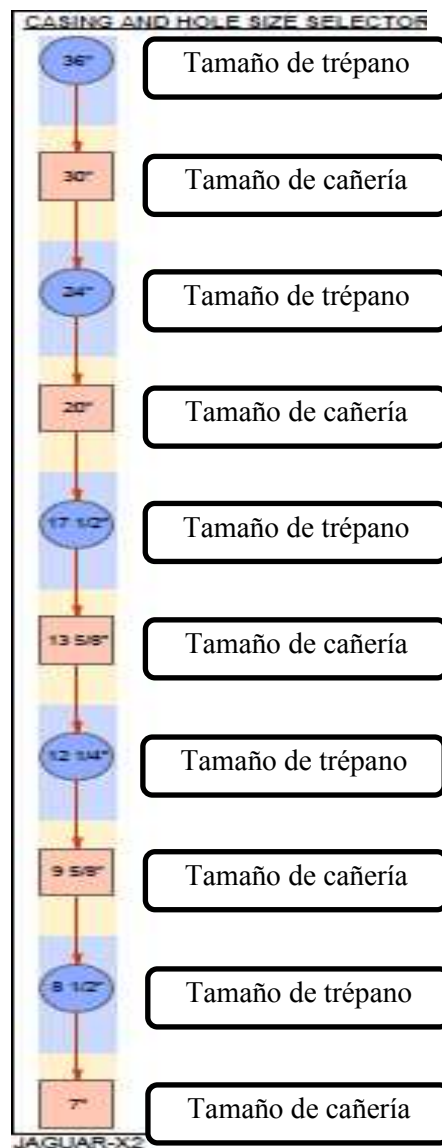 CASING AND HOLE SIZE SELECTOR
36" Tamaño de trépano
30" Tamaño de cañería
24" Tamaño de trépano
20" Tamaño de cañería
17 1/2" Tamaño de trépano
13 5/8" Tamaño de cañería
12 1/4" Tamaño de trépano
9 5/8" Tamaño de cañería
8 1/2" Tamaño de trépano
7" Tamaño de cañería
JAGUAR-X2